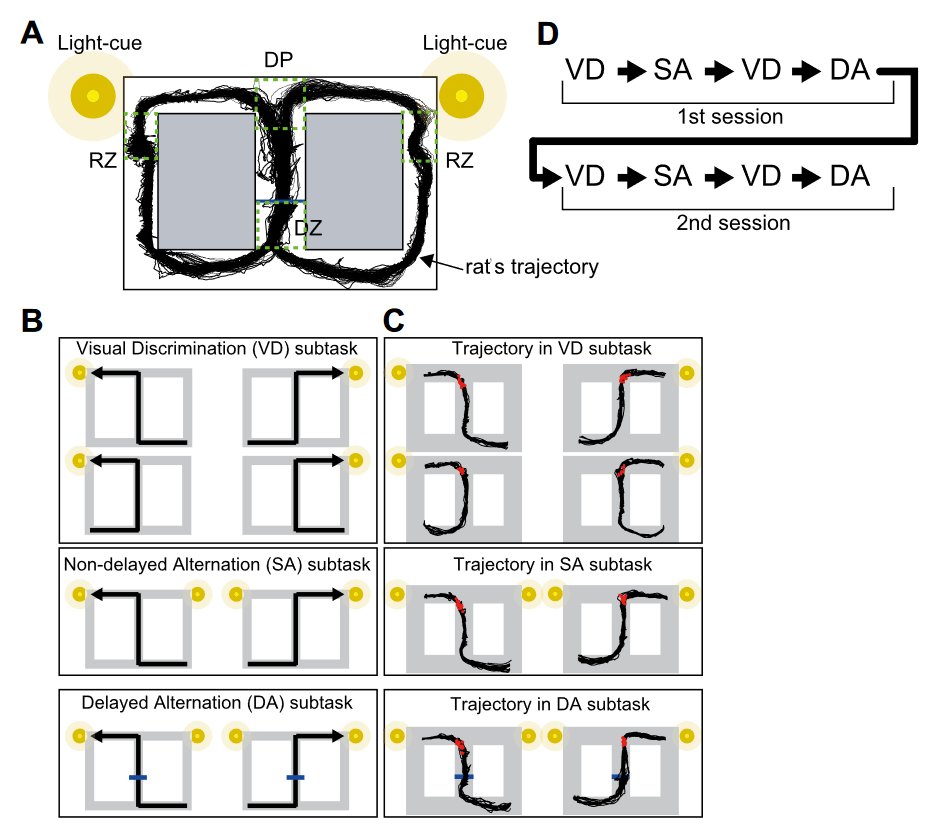 A
Light-cue
Light-cue
DP
RZ
RZ
DZ
rat's trajectory
D
VD SA VD DA
1st session
VD SA VD DA
2nd session
B
Visual Discrimination (VD) subtask
Non-delayed Alternation (SA) subtask
Delayed Alternation (DA) subtask
C
Trajectory in VD subtask
Trajectory in SA subtask
Trajectory in DA subtask